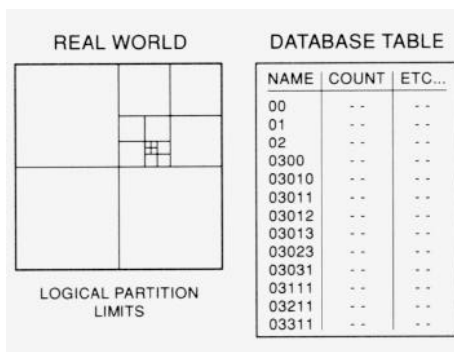 REAL WORLD
LOGICAL PARTITION
LIMITS
DATABASE TABLE
NAME COUNT ETC...
00 -- --
01 -- --
02 -- --
0300 -- --
03010 -- --
03011 -- --
03012 -- --
03013 -- --
03023 -- --
03031 -- --
03111 -- --
03211 -- --
03311 -- --